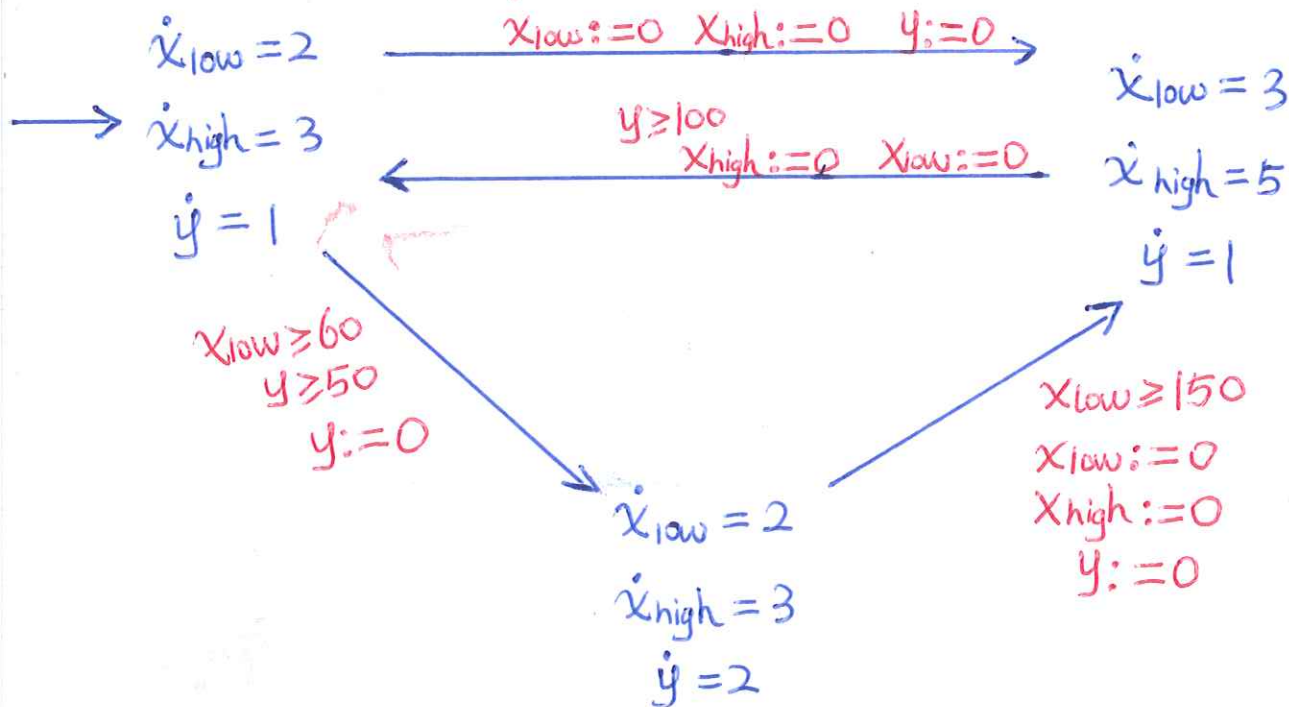 ẋlow = 2
ẋhigh = 3
ẏ = 1
xlow:=0 xhigh:=0 y:=0
y≥100
xhigh:=0 xlow:=0
ẋlow = 3
ẋhigh = 5
ẏ = 1
xlow≥60
y≥50
y:=0
ẋlow = 2
ẋhigh = 3
ẏ = 2
xlow≥150
xlow:=0
xhigh:=0
y:=0